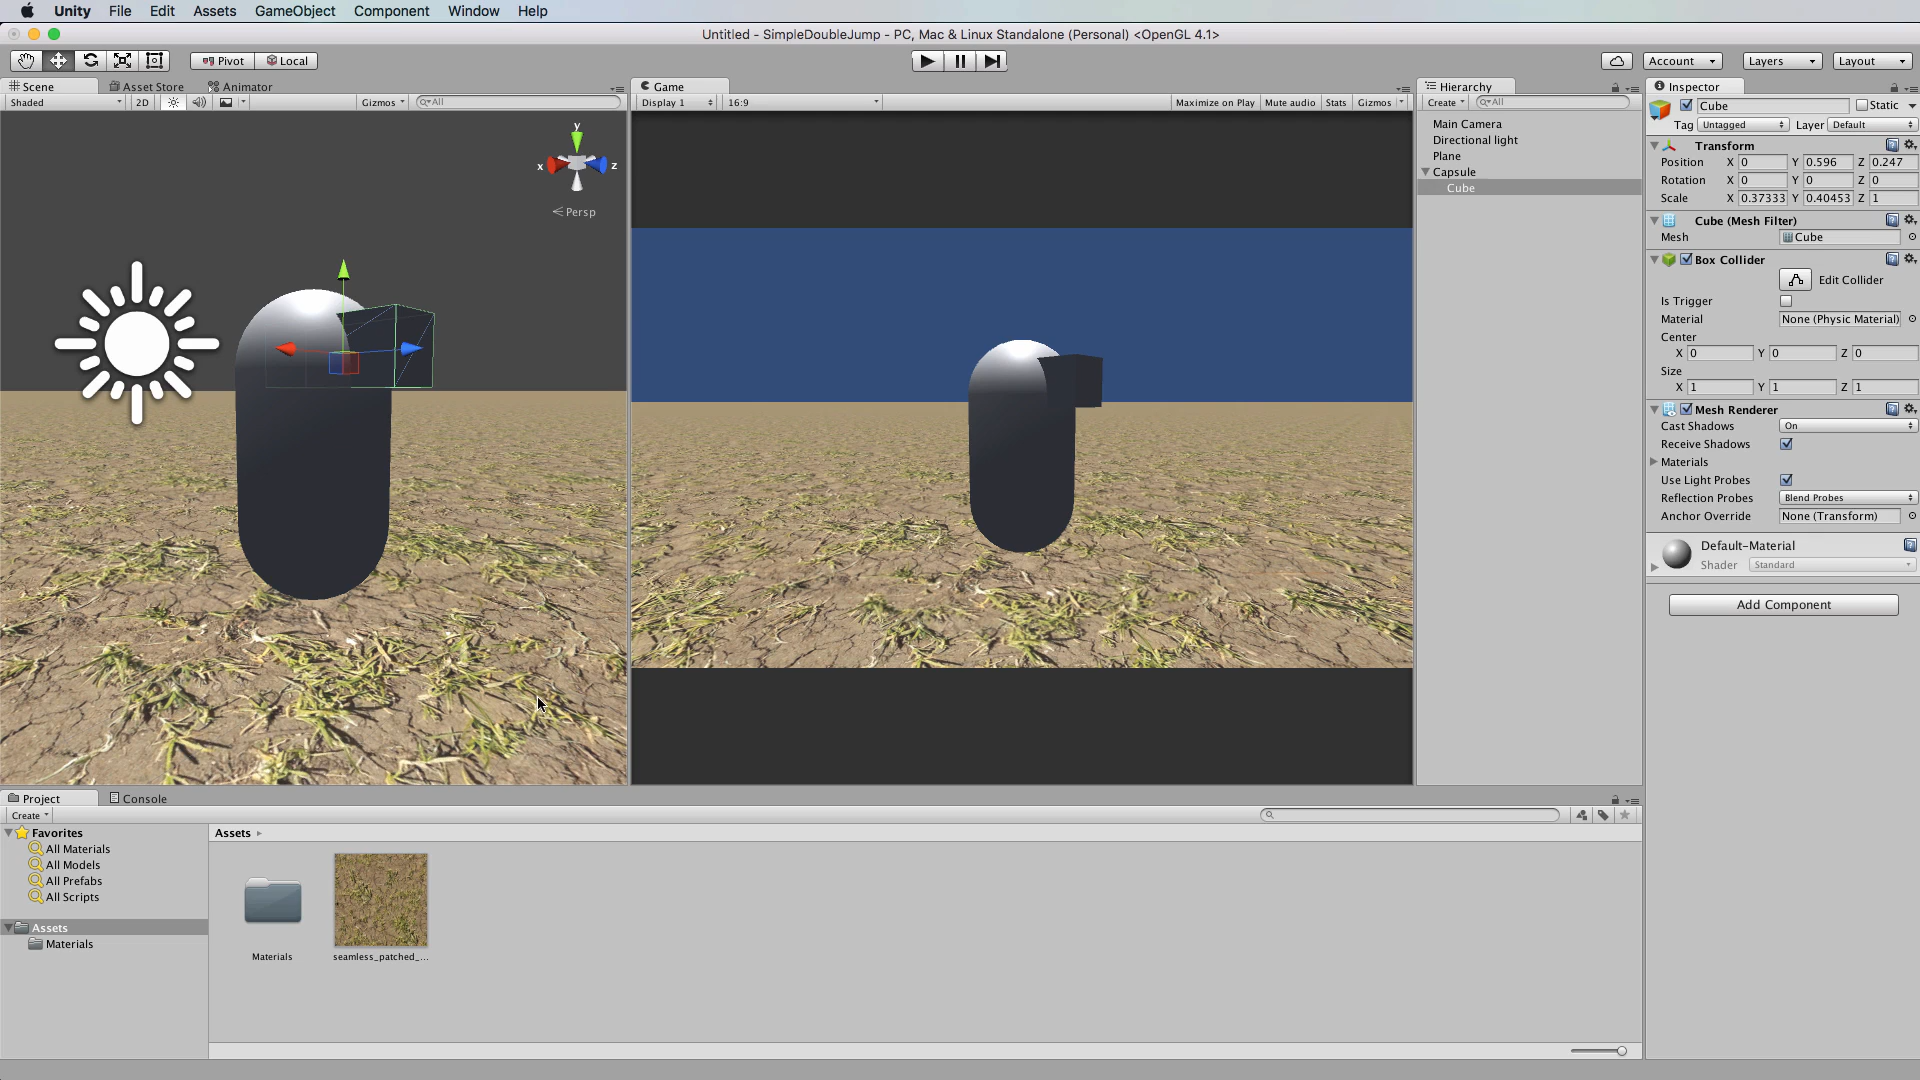 Unity File Edit Assets GameObject Component Window Help
Untitled - SimpleDoubleJump - PC, Mac & Linux Standalone (Personal) <OpenGL 4.1>
Pivot Local Account Layers Layout
Scene Asset Store Animator
Shaded 2D Gizmos All
y
x z
Persp
Game
Display 1 16:9 Maximize on Play Mute audio Stats Gizmos
Hierarchy
Create All
Main Camera
Directional light
Plane
Capsule
Cube
Inspector
Cube Static
Tag Untagged Layer Default
Transform
Position X 0 Y 0.596 Z 0.247
Rotation X 0 Y 0 Z 0
Scale X 0.37333 Y 0.40453 Z 1
Cube (Mesh Filter)
Mesh Cube
Box Collider
Edit Collider
Is Trigger
Material None (Physic Material)
Center
X 0 Y 0 Z 0
Size
X 1 Y 1 Z 1
Mesh Renderer
Cast Shadows On
Receive Shadows
Materials
Use Light Probes
Reflection Probes Blend Probes
Anchor Override None (Transform)
Default-Material
Shader Standard
Add Component
Project Console
Create
Favorites
All Materials
All Models
All Prefabs
All Scripts
Assets
Materials
Assets
Materials
seamless_patched_...